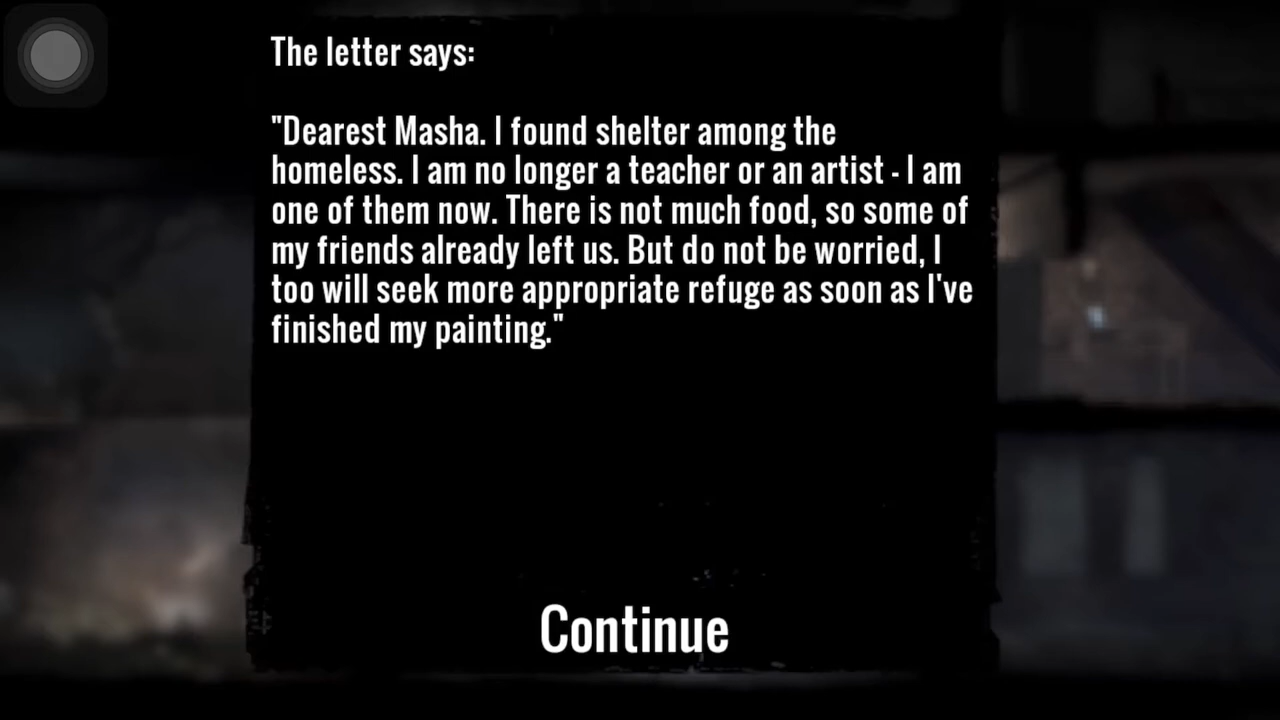 The letter says:
"Dearest Masha. I found shelter among the
homeless. I am no longer a teacher or an artist - I am
one of them now. There is not much food, so some of
my friends already left us. But do not be worried, I
too will seek more appropriate refuge as soon as I've
finished my painting."
Continue